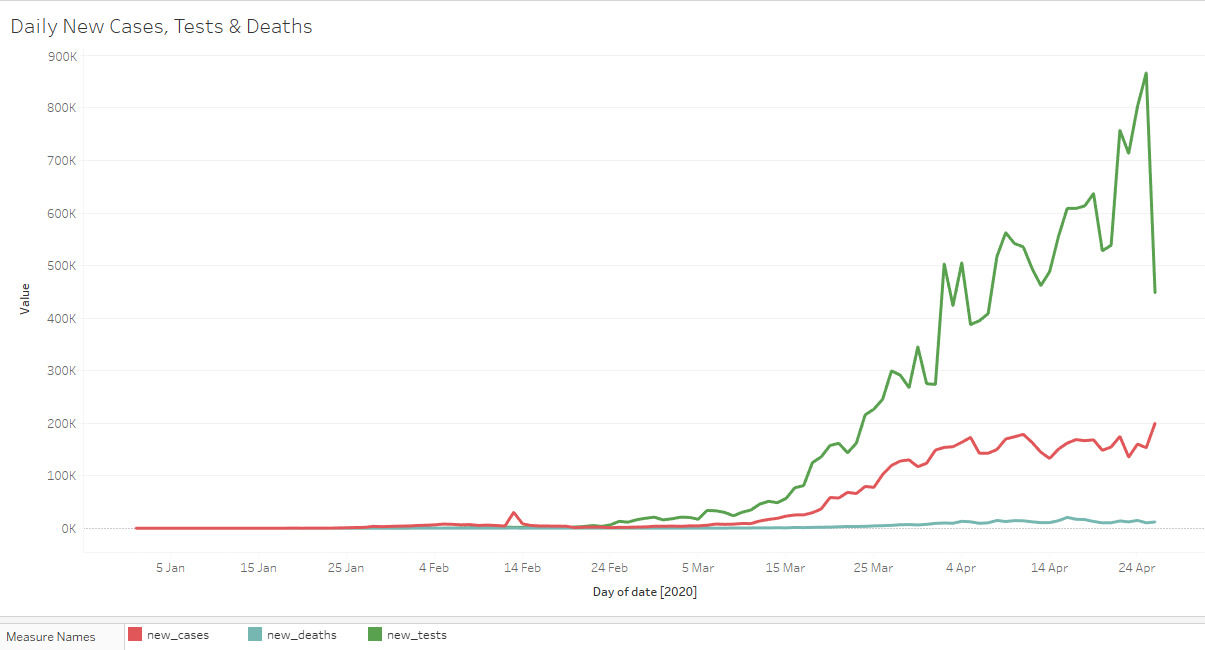 Daily New Cases, Tests & Deaths
900K
800K
700K
600K
500K
400K
300K
200K
100K
0K
Value
5 Jan 15 Jan 25 Jan 4 Feb 14 Feb 24 Feb 5 Mar 15 Mar 25 Mar 4 Apr 14 Apr 24 Apr
Day of date [2020]
Measure Names new_cases new_deaths new_tests